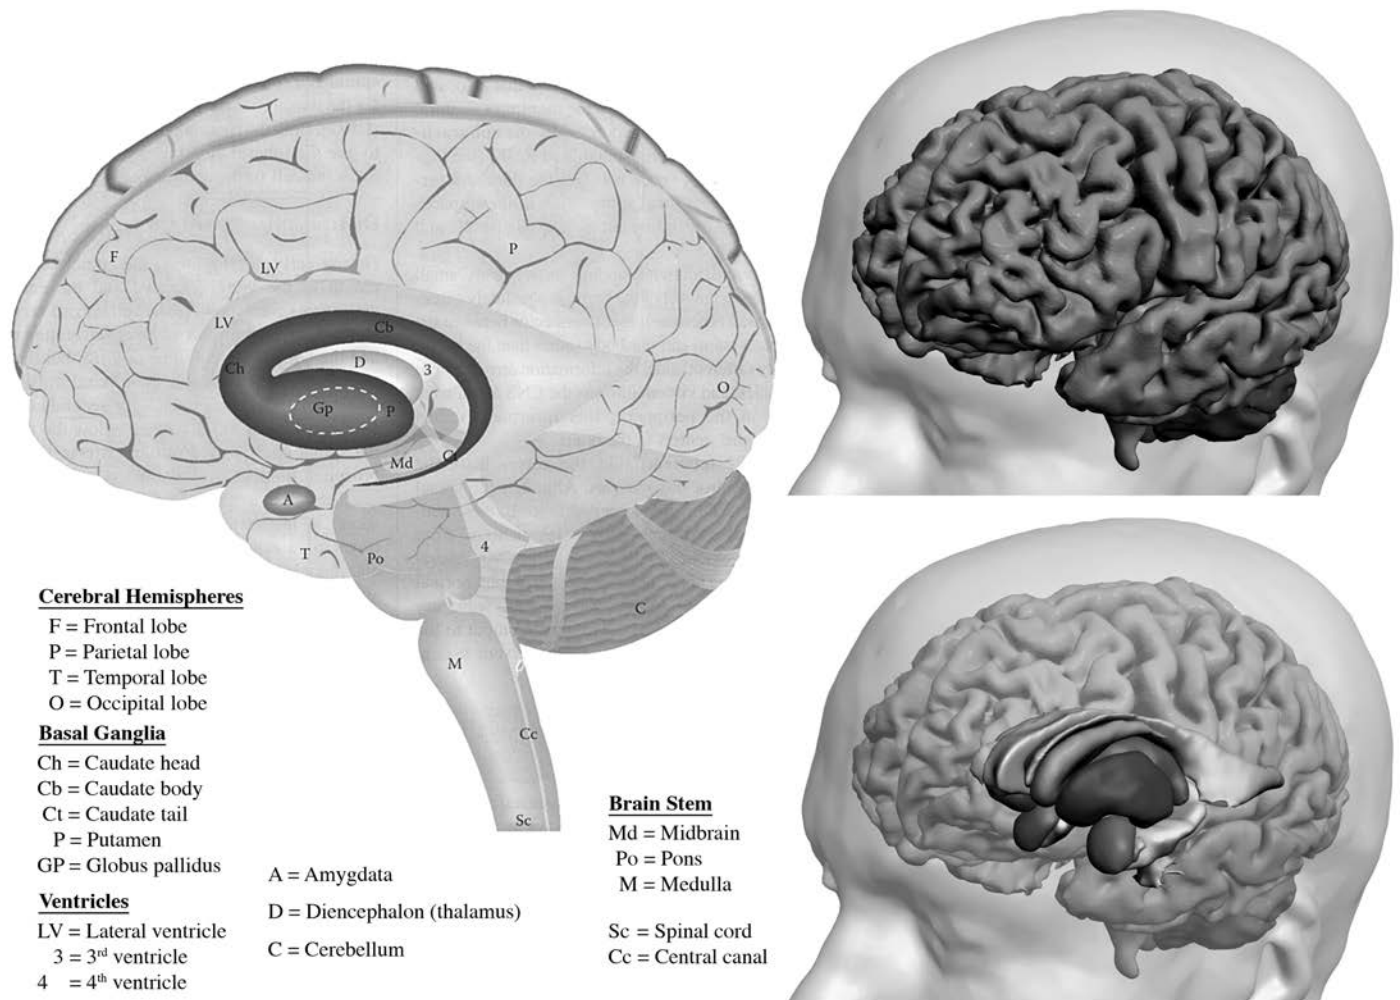 F
P
LV
LV
Cb
Ch
D
3
O
Gp
P
Md
Ct
A
T
Po
4
C
M
Cc
Sc
Cerebral Hemispheres
F = Frontal lobe
P = Parietal lobe
T = Temporal lobe
O = Occipital lobe
Basal Ganglia
Ch = Caudate head
Cb = Caudate body
Ct = Caudate tail
P = Putamen
GP = Globus pallidus
Ventricles
LV = Lateral ventricle
3 = 3rd ventricle
4 = 4th ventricle
A = Amygdata
D = Diencephalon (thalamus)
C = Cerebellum
Brain Stem
Md = Midbrain
Po = Pons
M = Medulla
Sc = Spinal cord
Cc = Central canal